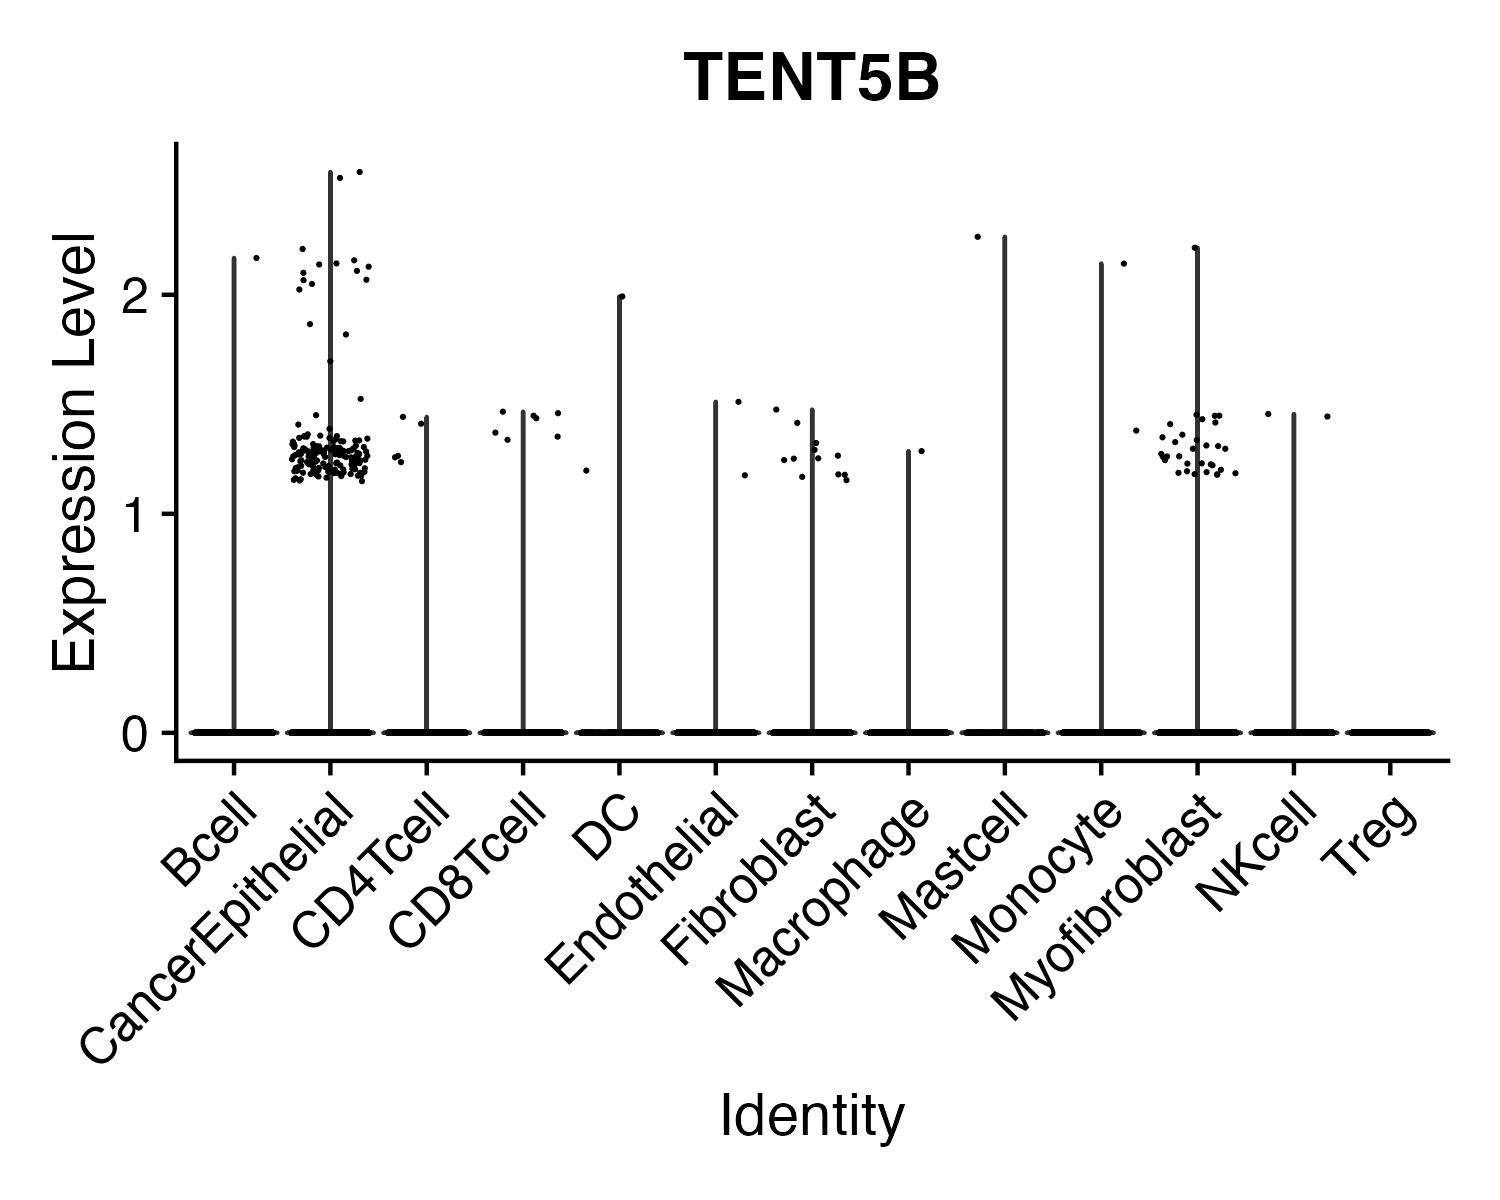 TENT5B
Expression Level
2
1
0
Bcell
CancerEpithelial
CD4Tcell
CD8Tcell
DC
Endothelial
Fibroblast
Macrophage
Mastcell
Monocyte
Myofibroblast
NKcell
Treg
Identity